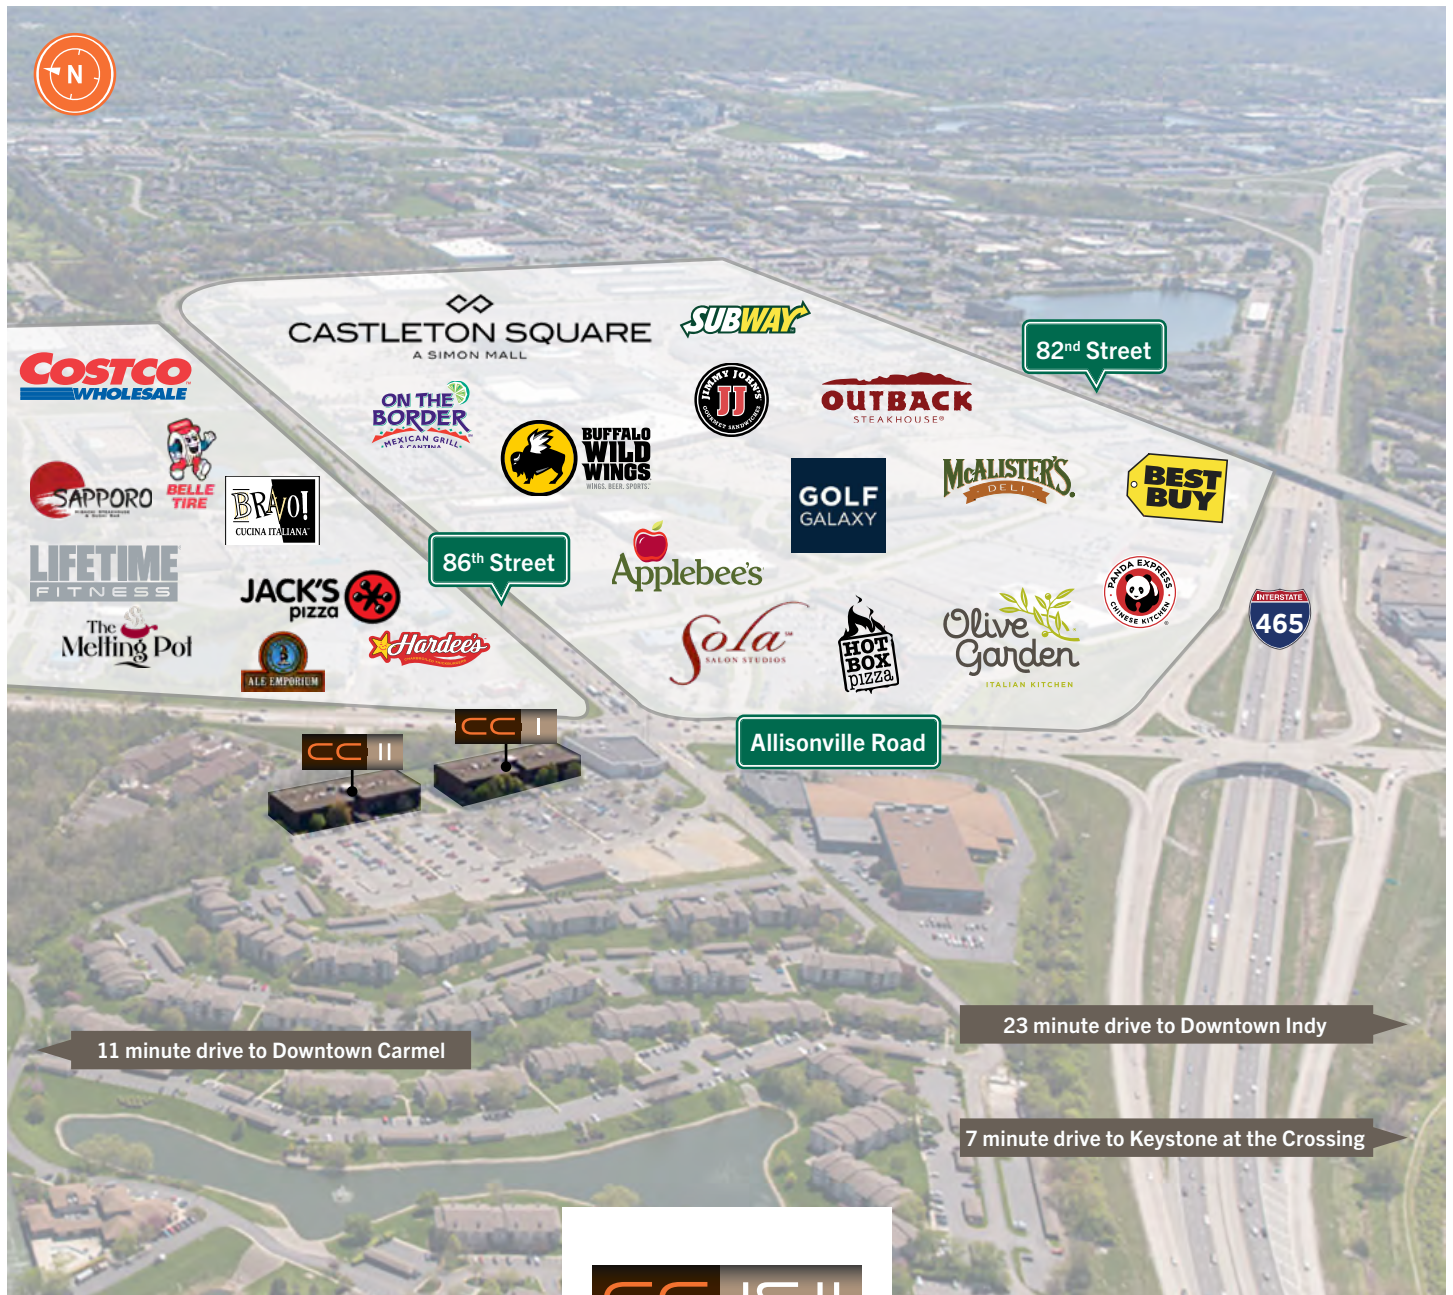 N
CASTLETON SQUARE
A SIMON MALL
SUBWAY
82nd Street
COSTCO
WHOLESALE
ON THE
BORDER
MEXICAN GRILL
& CANTINA
JIMMY JOHN'S
JJ
GOURMET SANDWICHES
OUTBACK
STEAKHOUSE®
BELLE
TIRE
SAPPORO
BRAVO!
CUCINA ITALIANA
BUFFALO
WILD
WINGS
WINGS. BEER. SPORTS.
GOLF
GALAXY
McALISTER'S
DELI
BEST
BUY
LIFETIME
FITNESS
86th Street
Applebee's
JACK'S
pizza
PANDA EXPRESS
CHINESE KITCHEN
INTERSTATE
465
The
Melting Pot
ALE EMPORIUM
Hardee's
Sola
SALON STUDIOS
HOT
BOX
pizza
Olive
Garden
ITALIAN KITCHEN
CC I
CC II
Allisonville Road
23 minute drive to Downtown Indy
11 minute drive to Downtown Carmel
7 minute drive to Keystone at the Crossing